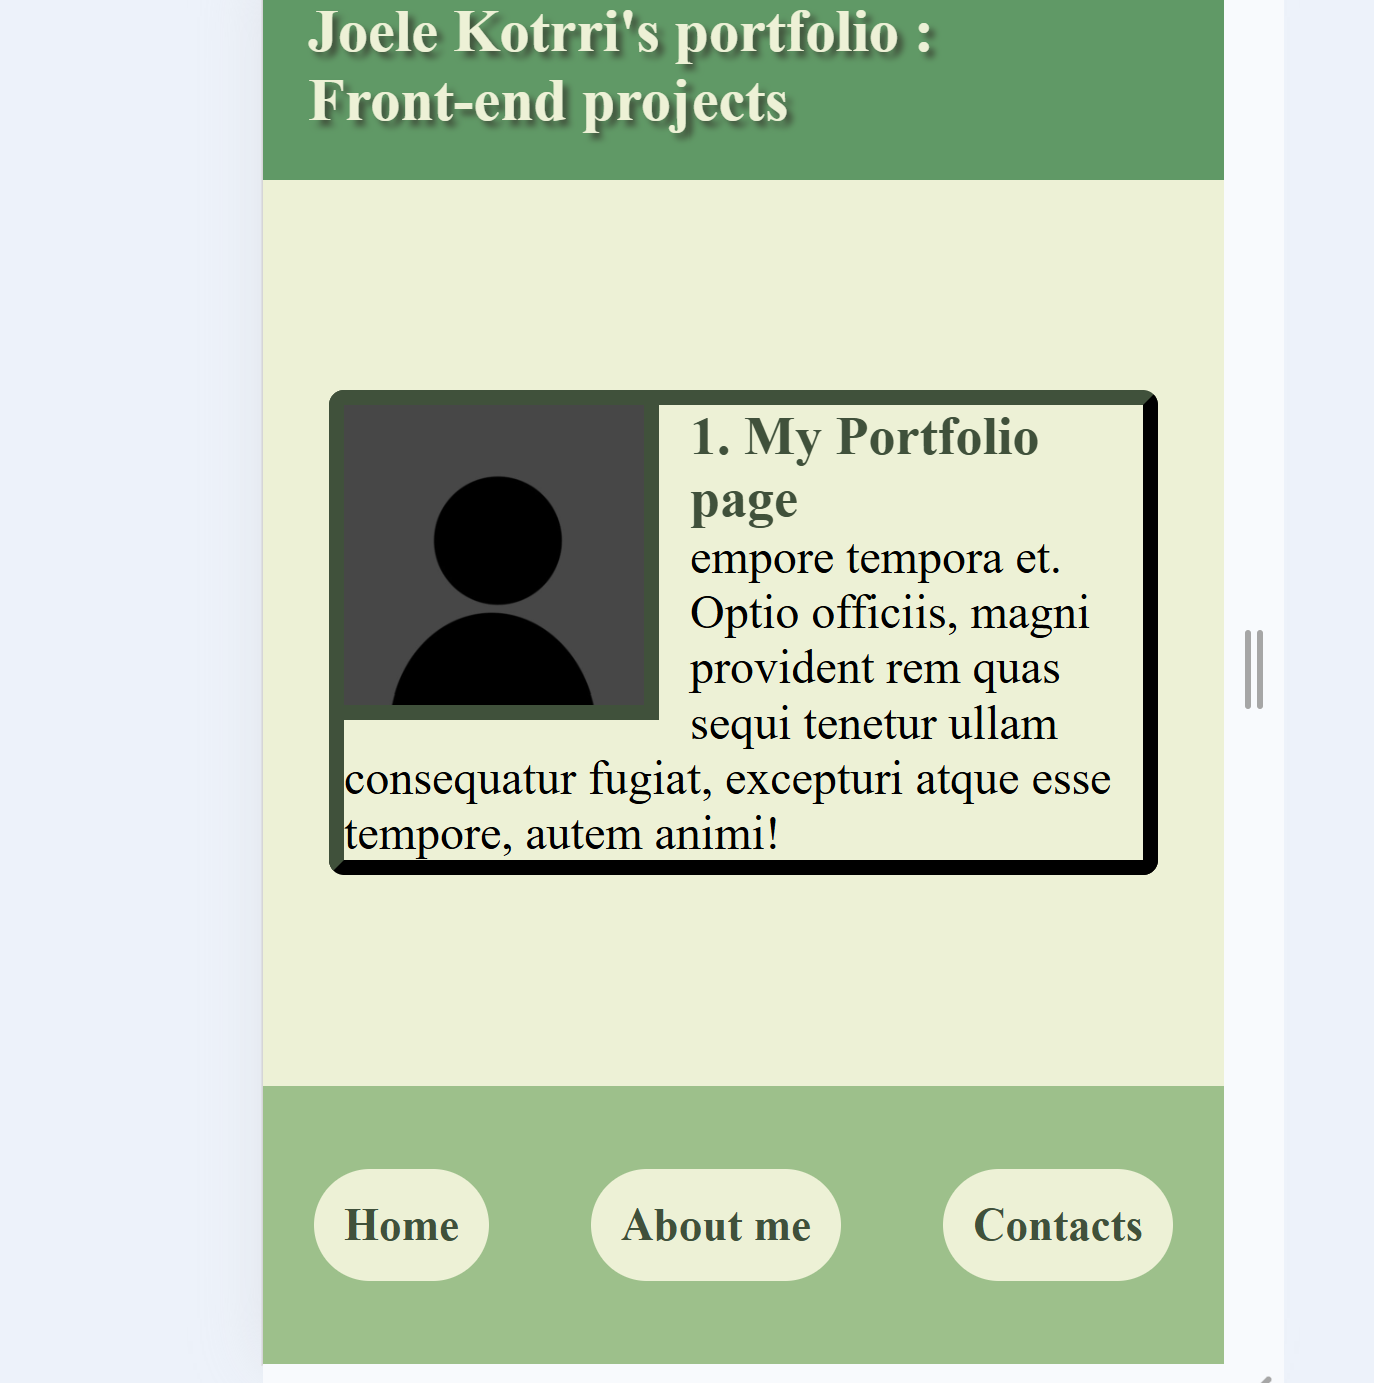 Joele Kotrri's portfolio :
Front-end projects
1. My Portfolio
page
empore tempora et.
Optio officiis, magni
provident rem quas
sequi tenetur ullam
consequatur fugiat, excepturi atque esse
tempore, autem animi!
Home
About me
Contacts